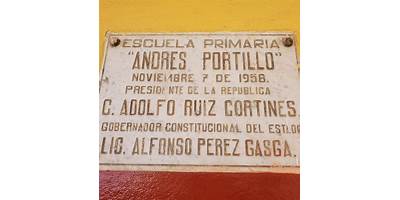 ESCUELA PRIMARIA
"ANDRES PORTILLO"
NOVIEMBRE 7 DE 1958.
PRESIDENTE DE LA REPUBLICA
C. ADOLFO RUIZ CORTINES.
GOBERNADOR CONSTITUCIONAL DEL ESTADO
LIC. ALFONSO PEREZ GASGA.